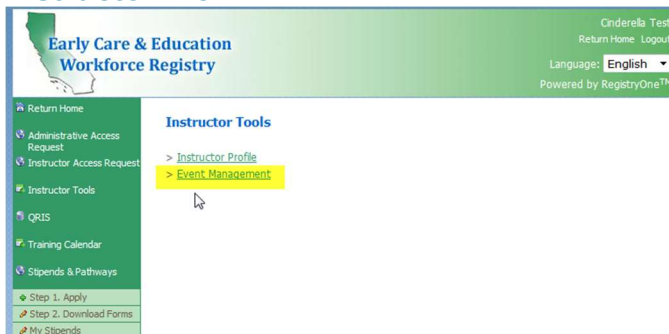 Early Care & Education
Workforce Registry
Cinderella Test
Return Home Logout
Language: English
Powered by RegistryOne™
Return Home
Administrative Access
Request
Instructor Access Request
Instructor Tools
QRIS
Training Calendar
Stipends & Pathways
Step 1. Apply
Step 2. Download Forms
My Stipends
Instructor Tools
> Instructor Profile
> Event Management